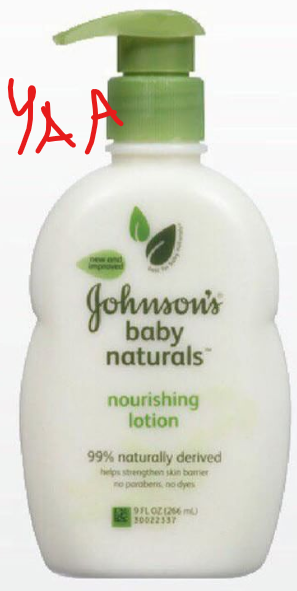 YAA
new and
improved
Johnson's
baby
naturals™
nourishing
lotion
99% naturally derived
helps strengthen skin barrier
no parabens, no dyes
9 FL OZ (266 mL)
30022337